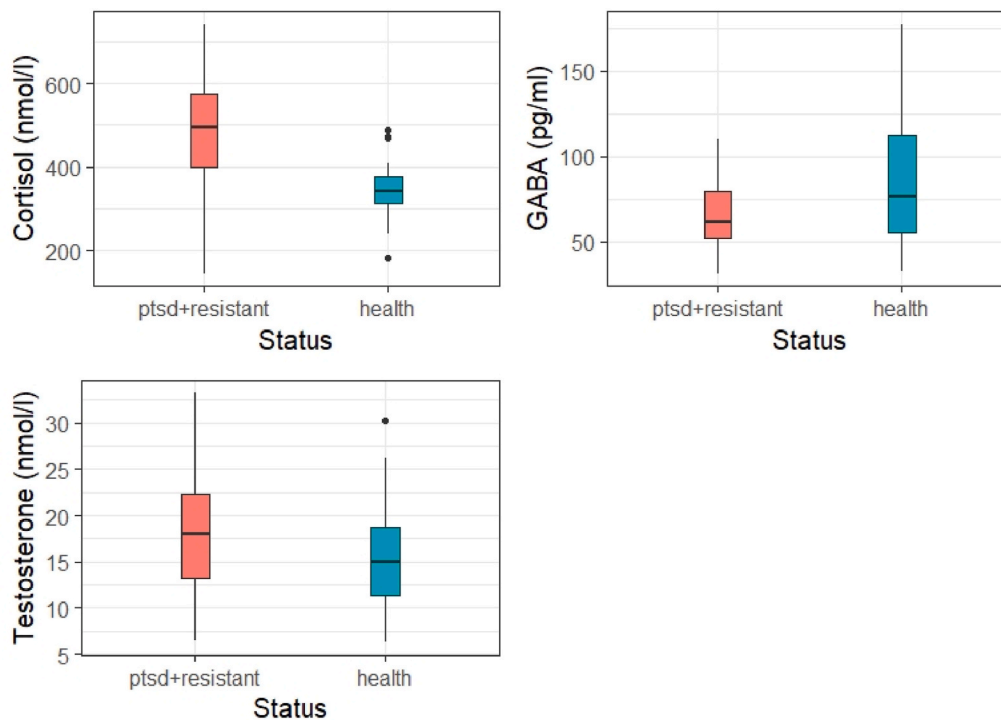 Cortisol (nmol/l)
600
400
200
ptsd+resistant health
Status
GABA (pg/ml)
150
100
50
ptsd+resistant health
Status
Testosterone (nmol/l)
30
25
20
15
10
5
ptsd+resistant health
Status